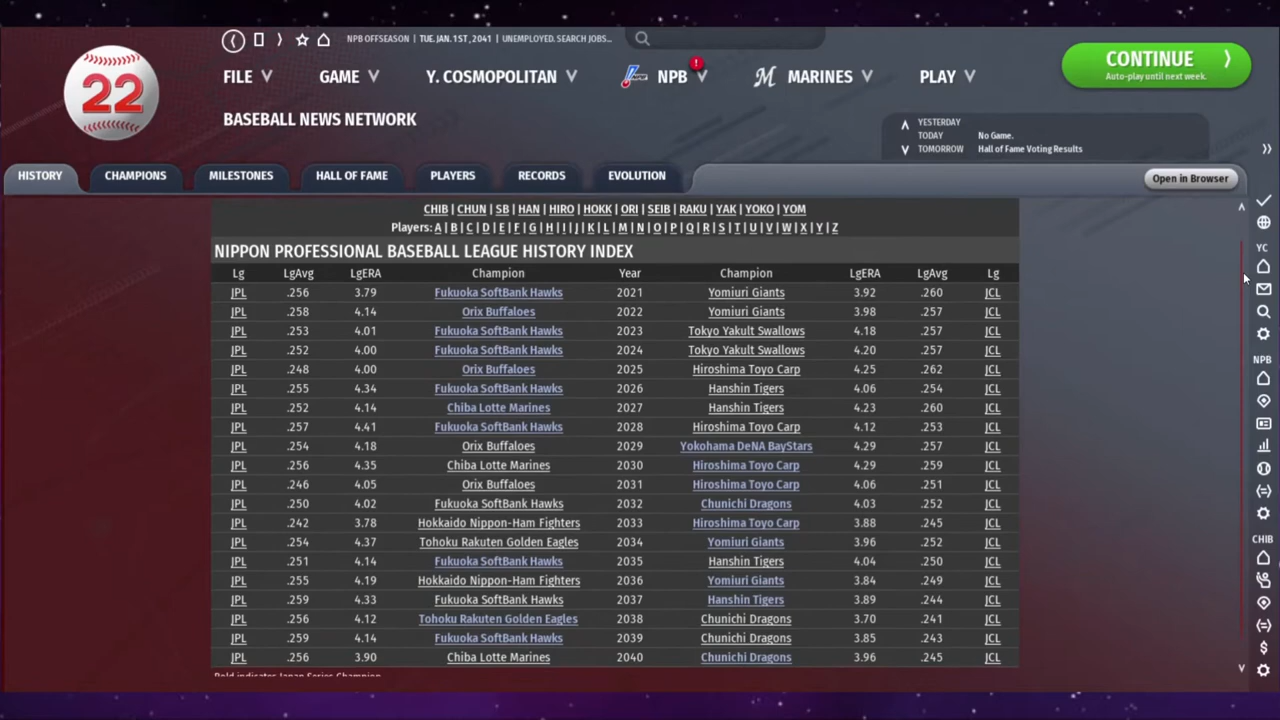 NPB OFFSEASON | TUE. JAN. 1ST, 2041 | UNEMPLOYED. SEARCH JOBS...
22
FILE GAME Y. COSMOPOLITAN NPB ! M MARINES PLAY
CONTINUE
Auto-play until next week.
BASEBALL NEWS NETWORK
YESTERDAY
TODAY No Game.
TOMORROW Hall of Fame Voting Results
HISTORY CHAMPIONS MILESTONES HALL OF FAME PLAYERS RECORDS EVOLUTION
Open in Browser
CHIB | CHUN | SB | HAN | HIRO | HOKK | ORI | SEIB | RAKU | YAK | YOKO | YOM
Players: A | B | C | D | E | F | G | H | I | J | K | L | M | N | O | P | Q | R | S | T | U | V | W | X | Y | Z
NIPPON PROFESSIONAL BASEBALL LEAGUE HISTORY INDEX
Lg LgAvg LgERA Champion Year Champion LgERA LgAvg Lg
JPL .256 3.79 Fukuoka SoftBank Hawks 2021 Yomiuri Giants 3.92 .260 JCL
JPL .258 4.14 Orix Buffaloes 2022 Yomiuri Giants 3.98 .257 JCL
JPL .253 4.01 Fukuoka SoftBank Hawks 2023 Tokyo Yakult Swallows 4.18 .257 JCL
JPL .252 4.00 Fukuoka SoftBank Hawks 2024 Tokyo Yakult Swallows 4.20 .257 JCL
JPL .248 4.00 Orix Buffaloes 2025 Hiroshima Toyo Carp 4.25 .262 JCL
JPL .255 4.34 Fukuoka SoftBank Hawks 2026 Hanshin Tigers 4.06 .254 JCL
JPL .252 4.14 Chiba Lotte Marines 2027 Hanshin Tigers 4.23 .260 JCL
JPL .257 4.41 Fukuoka SoftBank Hawks 2028 Hiroshima Toyo Carp 4.12 .253 JCL
JPL .254 4.18 Orix Buffaloes 2029 Yokohama DeNA BayStars 4.29 .257 JCL
JPL .256 4.35 Chiba Lotte Marines 2030 Hiroshima Toyo Carp 4.29 .259 JCL
JPL .246 4.05 Orix Buffaloes 2031 Hiroshima Toyo Carp 4.06 .251 JCL
JPL .250 4.02 Fukuoka SoftBank Hawks 2032 Chunichi Dragons 4.03 .252 JCL
JPL .242 3.78 Hokkaido Nippon-Ham Fighters 2033 Hiroshima Toyo Carp 3.88 .245 JCL
JPL .254 4.37 Tohoku Rakuten Golden Eagles 2034 Yomiuri Giants 3.96 .252 JCL
JPL .251 4.14 Fukuoka SoftBank Hawks 2035 Hanshin Tigers 4.04 .250 JCL
JPL .255 4.19 Hokkaido Nippon-Ham Fighters 2036 Yomiuri Giants 3.84 .249 JCL
JPL .259 4.33 Fukuoka SoftBank Hawks 2037 Hanshin Tigers 3.89 .244 JCL
JPL .256 4.12 Tohoku Rakuten Golden Eagles 2038 Chunichi Dragons 3.70 .241 JCL
JPL .259 4.14 Fukuoka SoftBank Hawks 2039 Chunichi Dragons 3.85 .243 JCL
JPL .256 3.90 Chiba Lotte Marines 2040 Chunichi Dragons 3.96 .245 JCL
Bold indicates Japan Series Champion
YC
NPB
CHIB